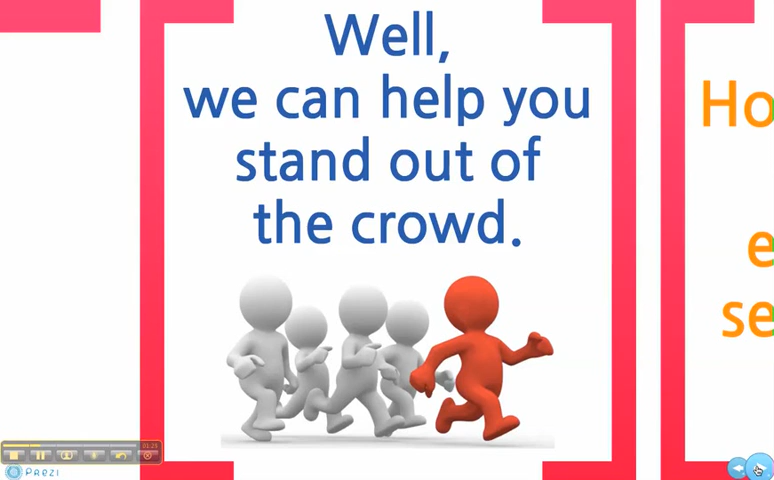 Well,
we can help you
stand out of
the crowd.
Ho
e
se
01:25
PREZI